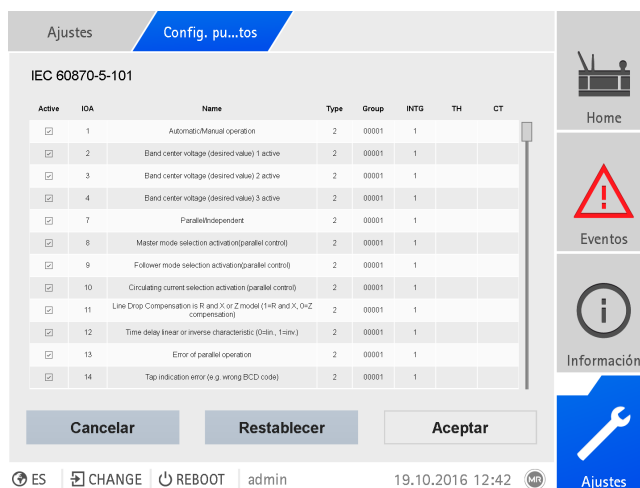 Ajustes
Config. pu...tos
IEC 60870-5-101
Active IOA Name Type Group INTG TH CT
1 Automatic/Manual operation 2 00001 1
2 Band center voltage (desired value) 1 active 2 00001 1
3 Band center voltage (desired value) 2 active 2 00001 1
4 Band center voltage (desired value) 3 active 2 00001 1
7 Parallel/Independent 2 00001 1
8 Master mode selection activation(parallel control) 2 00001 1
9 Follower mode selection activation(parallel control) 2 00001 1
10 Circulating current selection activation (parallel control) 2 00001 1
11 Line Drop Compensation is R and X or Z model (1=R and X, 0=Z
compensation) 2 00001 1
12 Time delay linear or inverse characteristic (0=lin., 1=inv.) 2 00001 1
13 Error of parallel operation 2 00001 1
14 Tap indication error (e.g. wrong BCD code) 2 00001 1
Cancelar
Restablecer
Aceptar
ES CHANGE REBOOT admin 19.10.2016 12:42 MR
Home
Eventos
Información
Ajustes